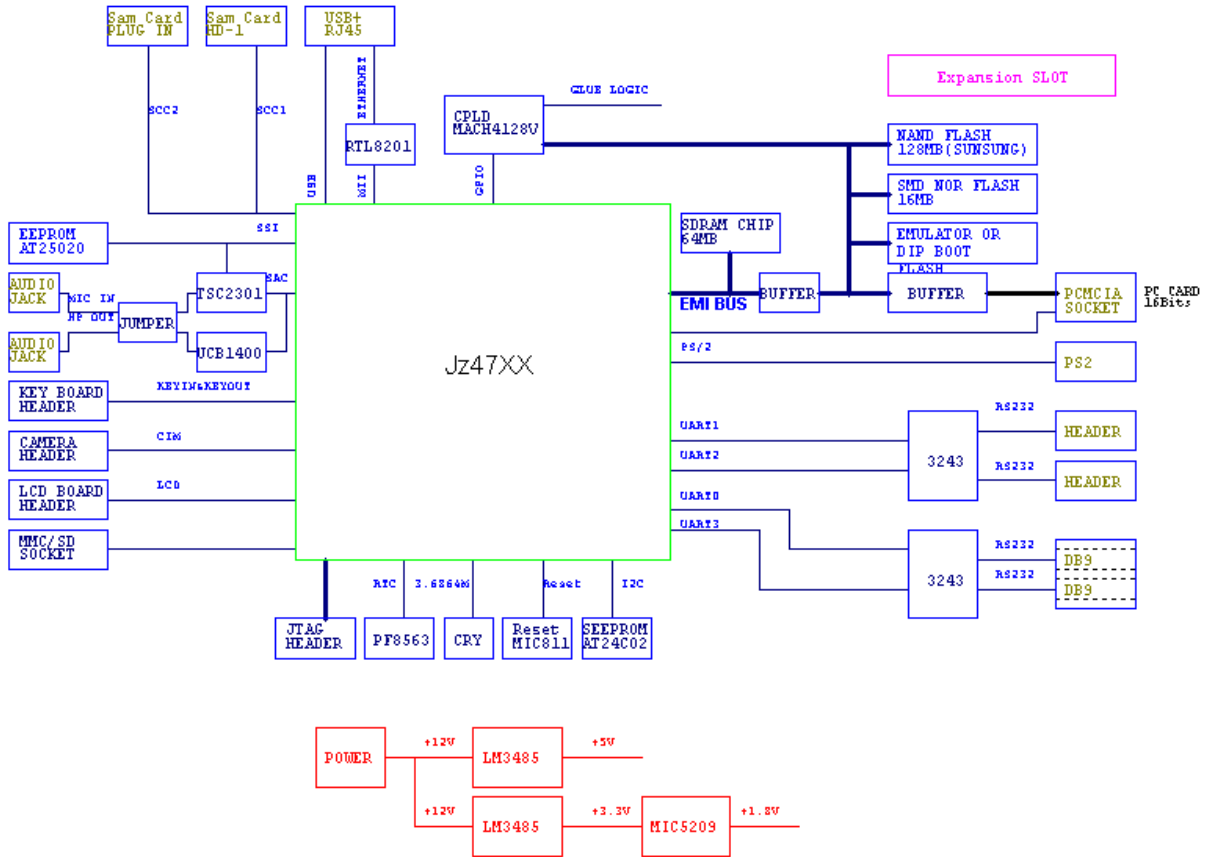 Sam Card
PLUG IN
Sam Card
HD-1
USB+
RJ45
Expansion SLOT
SCC2
SCC1
ETHERNET
GLUE LOGIC
CPLD
MACH4128V
NAND FLASH
128MB(SUNSUNG)
RTL8201
USB
MII
GPIO
SMD NOR FLASH
16MB
SSI
EEPROM
AT25020
SDRAM CHIP
64MB
EMULATOR OR
DIP BOOT
FLASH
AUDIO
JACK
MIC IN
HP OUT
JUMPER
TSC2301
SAC
UCB1400
AUDIO
JACK
EMI BUS
BUFFER
BUFFER
PCMCIA
SOCKET
PC CARD
16Bits
PS/2
PS2
Jz47XX
KEY BOARD
HEADER
KEYIN&KEYOUT
CAMERA
HEADER
CIM
LCD BOARD
HEADER
LCD
MMC/SD
SOCKET
UART1
UART2
UART0
UART3
3243
RS232
HEADER
RS232
HEADER
3243
RS232
DB9
RS232
DB9
RTC
3.6864M
Reset
I2C
JTAG
HEADER
PF8563
CRY
Reset
MIC811
SEEPROM
AT24C02
POWER
+12V
LM3485
+5V
+12V
LM3485
+3.3V
MIC5209
+1.8V